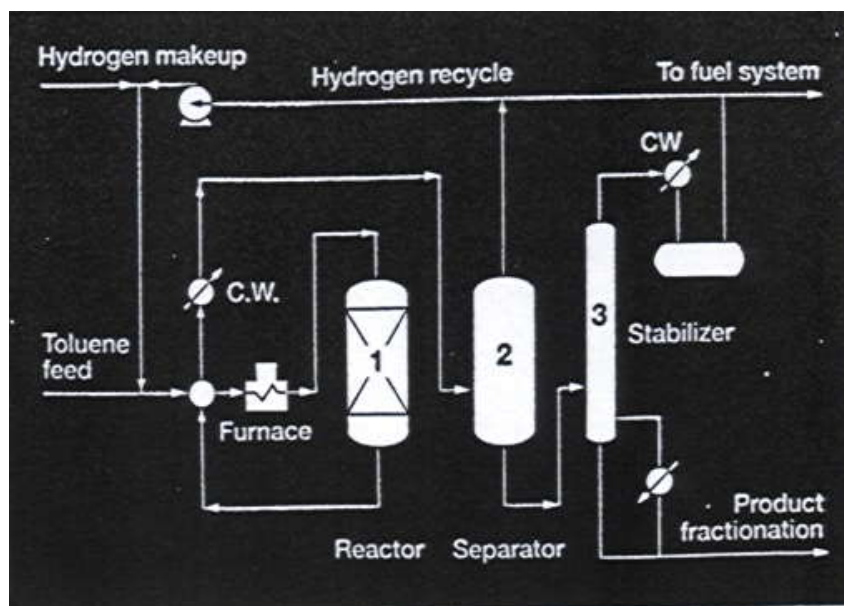 Hydrogen makeup
Hydrogen recycle
To fuel system
CW
C.W.
1
2
3
Stabilizer
Toluene
feed
Furnace
Product
fractionation
Reactor
Separator